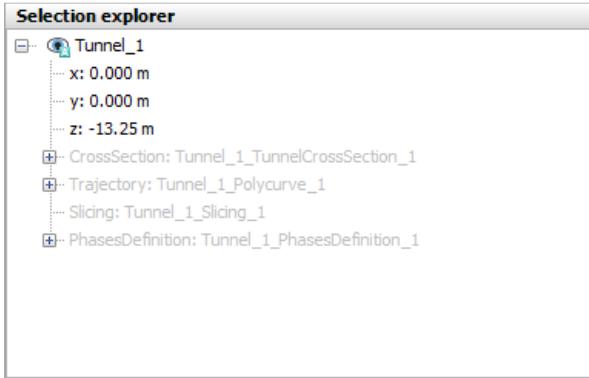 Selection explorer
Tunnel_1
x: 0.000 m
y: 0.000 m
z: -13.25 m
CrossSection: Tunnel_1_TunnelCrossSection_1
Trajectory: Tunnel_1_Polycurve_1
Slicing: Tunnel_1_Slicing_1
PhasesDefinition: Tunnel_1_PhasesDefinition_1